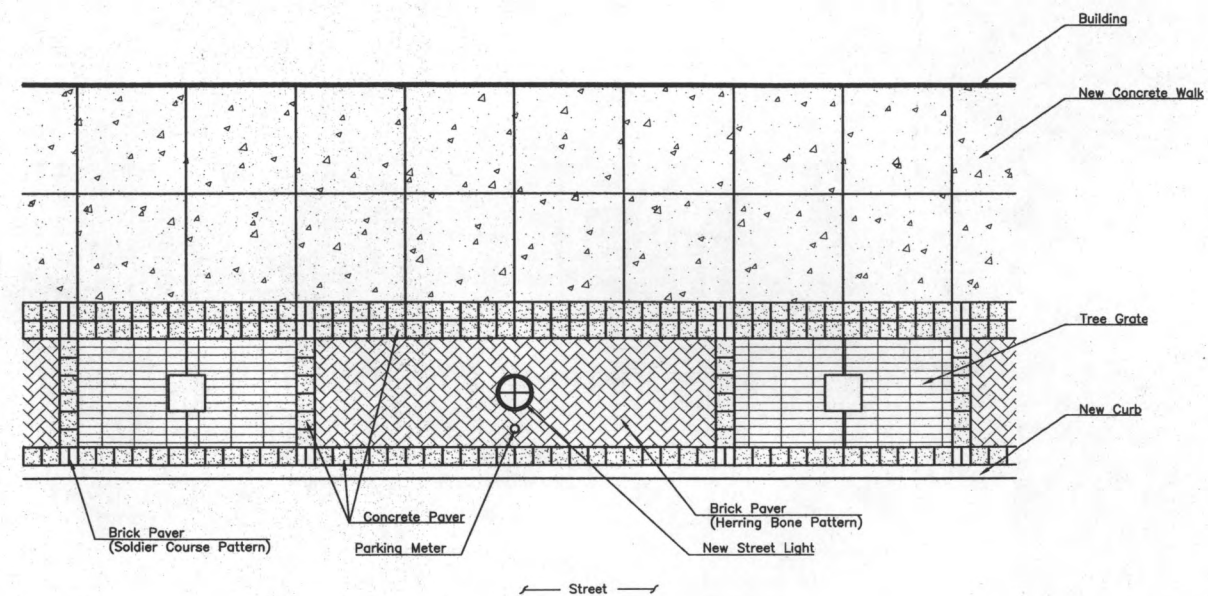 Building
New Concrete Walk
Tree Grate
New Curb
Brick Paver
(Herring Bone Pattern)
Concrete Paver
Brick Paver
(Soldier Course Pattern)
Parking Meter
New Street Light
Street